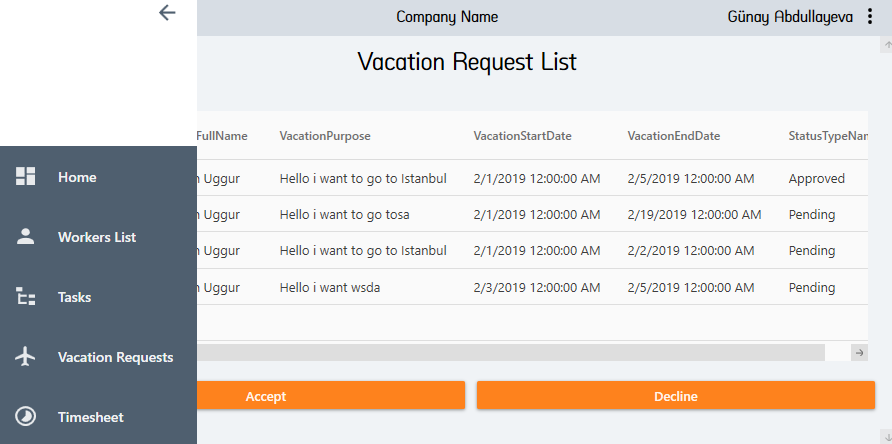 Company Name Günay Abdullayeva
Vacation Request List
FullName VacationPurpose VacationStartDate VacationEndDate
Home Uggur Hello i want to go to Istanbul 2/1/2019 12:00:00 AM 2/5/2019 12:00:00 AM Approved
Uggur Hello i want to go tosa 2/1/2019 12:00:00 AM 2/19/2019 12:00:00 AM Pending
Workers List Uggur Hello i want to go to Istanbul 2/1/2019 12:00:00 AM 2/2/2019 12:00:00 AM Pending
Tasks Uggur Hello i want wsda 2/3/2019 12:00:00 AM 2/5/2019 12:00:00 AM Pending
Vacation Requests
Accept Decline
Timesheet